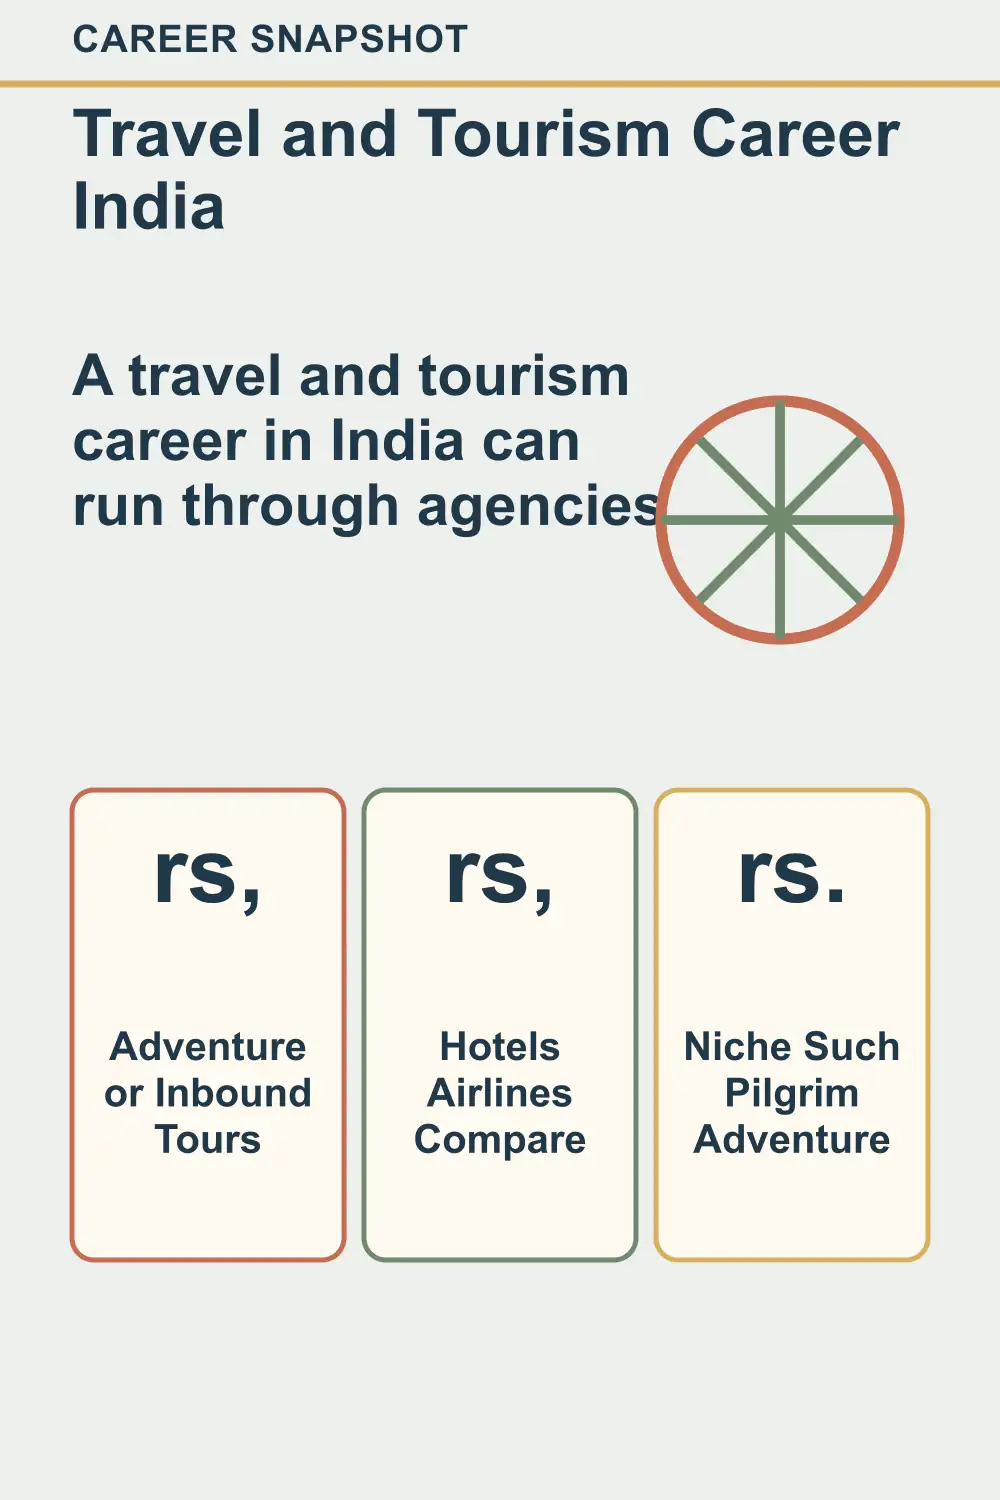 CAREER SNAPSHOT
Travel and Tourism Career
India
A travel and tourism
career in India can
run through agencies
rs,
rs,
rs.
Adventure
or Inbound
Tours
Hotels
Airlines
Compare
Niche Such
Pilgrim
Adventure